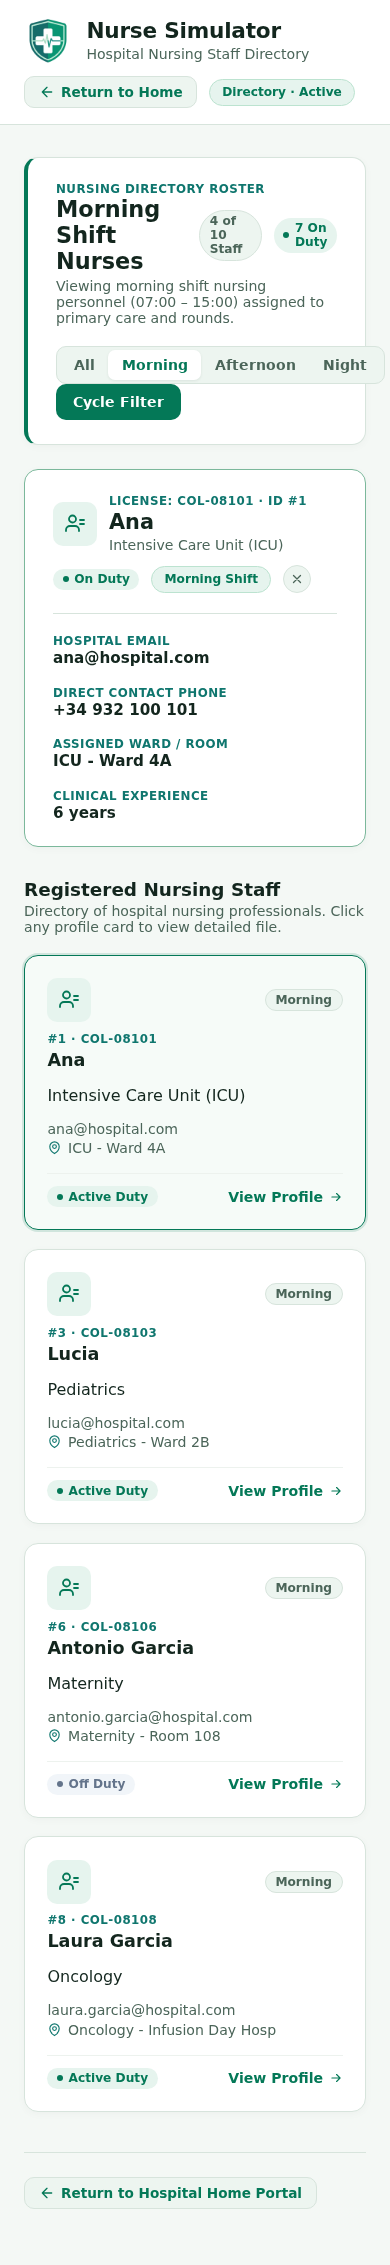 Nurse Simulator
Hospital Nursing Staff Directory
Return to Home
Directory · Active
NURSING DIRECTORY ROSTER
Morning
Shift
Nurses
4 of
10
Staff
7 On
Duty
Viewing morning shift nursing
personnel (07:00 – 15:00) assigned to
primary care and rounds.
All Morning Afternoon Night
Cycle Filter
LICENSE: COL-08101 · ID #1
Ana
Intensive Care Unit (ICU)
On Duty Morning Shift
HOSPITAL EMAIL
ana@hospital.com
DIRECT CONTACT PHONE
+34 932 100 101
ASSIGNED WARD / ROOM
ICU - Ward 4A
CLINICAL EXPERIENCE
6 years
Registered Nursing Staff
Directory of hospital nursing professionals. Click
any profile card to view detailed file.
Morning
#1 · COL-08101
Ana
Intensive Care Unit (ICU)
ana@hospital.com
ICU - Ward 4A
Active Duty View Profile →
Morning
#3 · COL-08103
Lucia
Pediatrics
lucia@hospital.com
Pediatrics - Ward 2B
Active Duty View Profile →
Morning
#6 · COL-08106
Antonio Garcia
Maternity
antonio.garcia@hospital.com
Maternity - Room 108
Off Duty View Profile →
Morning
#8 · COL-08108
Laura Garcia
Oncology
laura.garcia@hospital.com
Oncology - Infusion Day Hosp
Active Duty View Profile →
Return to Hospital Home Portal